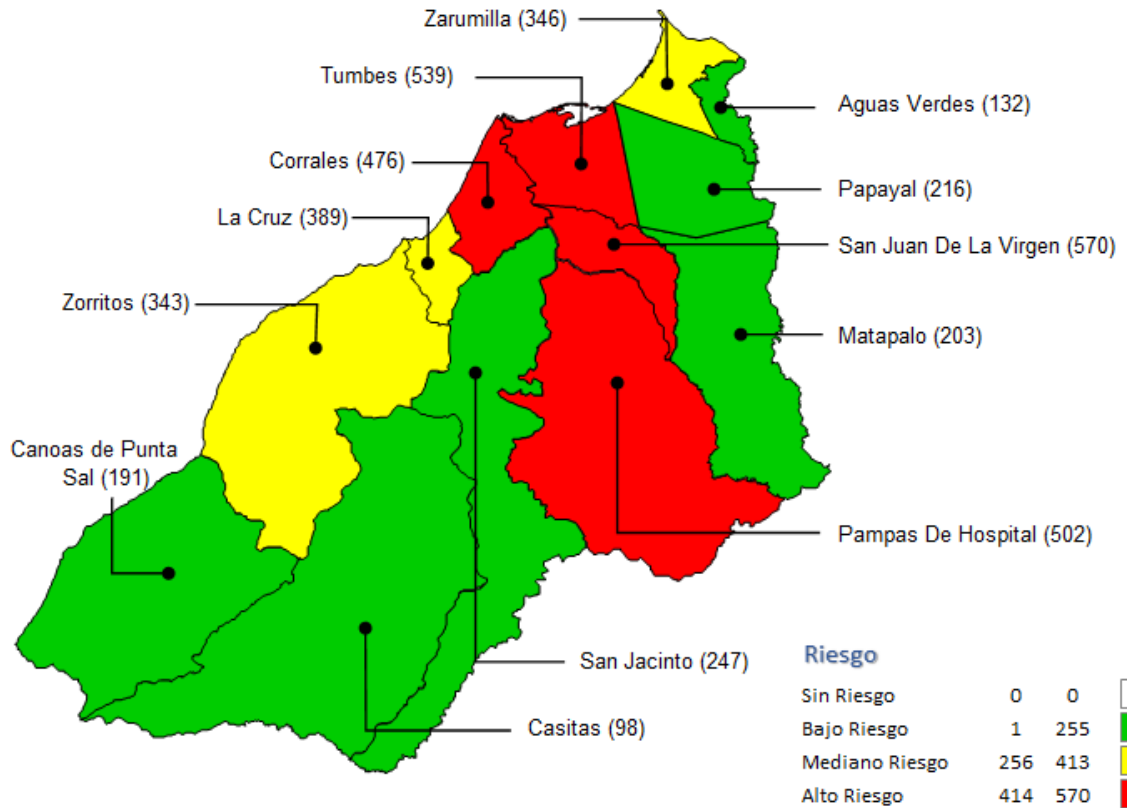 Zarumilla (346)
Tumbes (539)
Aguas Verdes (132)
Corrales (476)
Papayal (216)
La Cruz (389)
San Juan De La Virgen (570)
Zorritos (343)
Matapalo (203)
Canoas de Punta
Sal (191)
Pampas De Hospital (502)
San Jacinto (247)
Casitas (98)
Riesgo
Sin Riesgo 0 0
Bajo Riesgo 1 255
Mediano Riesgo 256 413
Alto Riesgo 414 570